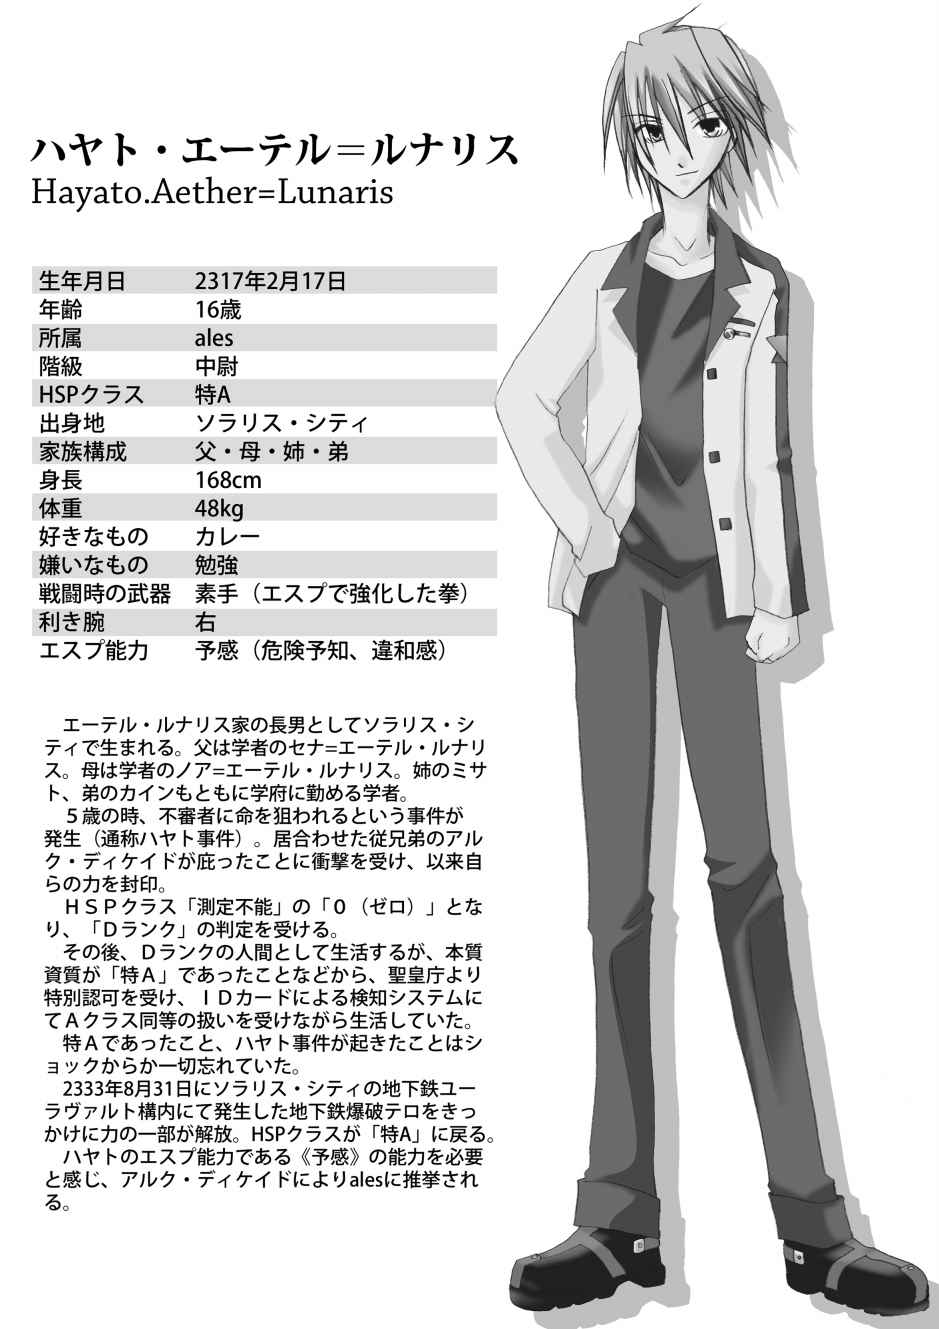 ハヤト・エーテル＝ルナリス
Hayato.Aether=Lunaris
生年月日 2317年2月17日
年齢 16歳
所属 ales
階級 中尉
HSPクラス 特A
出身地 ソラリス・シティ
家族構成 父・母・姉・弟
身長 168cm
体重 48kg
好きなもの カレー
嫌いなもの 勉強
戦闘時の武器 素手（エスプで強化した拳）
利き腕 右
エスプ能力 予感（危険予知、違和感）
エーテル・ルナリス家の長男としてソラリス・シ
ティで生まれる。父は学者のセナ=エーテル・ルナリ
ス。母は学者のノア=エーテル・ルナリス。姉のミサ
ト、弟のカインもともに学府に勤める学者。
５歳の時、不審者に命を狙われるという事件が
発生（通称ハヤト事件）。居合わせた従兄弟のアル
ク・ディケイドが庇ったことに衝撃を受け、以来自
らの力を封印。
ＨＳＰクラス「測定不能」の「０（ゼロ）」とな
り、「Ｄランク」の判定を受ける。
その後、Ｄランクの人間として生活するが、本質
資質が「特Ａ」であったことなどから、聖皇庁より
特別認可を受け、ＩＤカードによる検知システムに
てＡクラス同等の扱いを受けながら生活していた。
特Ａであったこと、ハヤト事件が起きたことはシ
ョックからか一切忘れていた。
2333年8月31日にソラリス・シティの地下鉄ユー
ラヴァルト構内にて発生した地下鉄爆破テロをきっ
かけに力の一部が解放。HSPクラスが「特A」に戻る。
ハヤトのエスプ能力である《予感》の能力を必要
と感じ、アルク・ディケイドによりalesに推挙され
る。